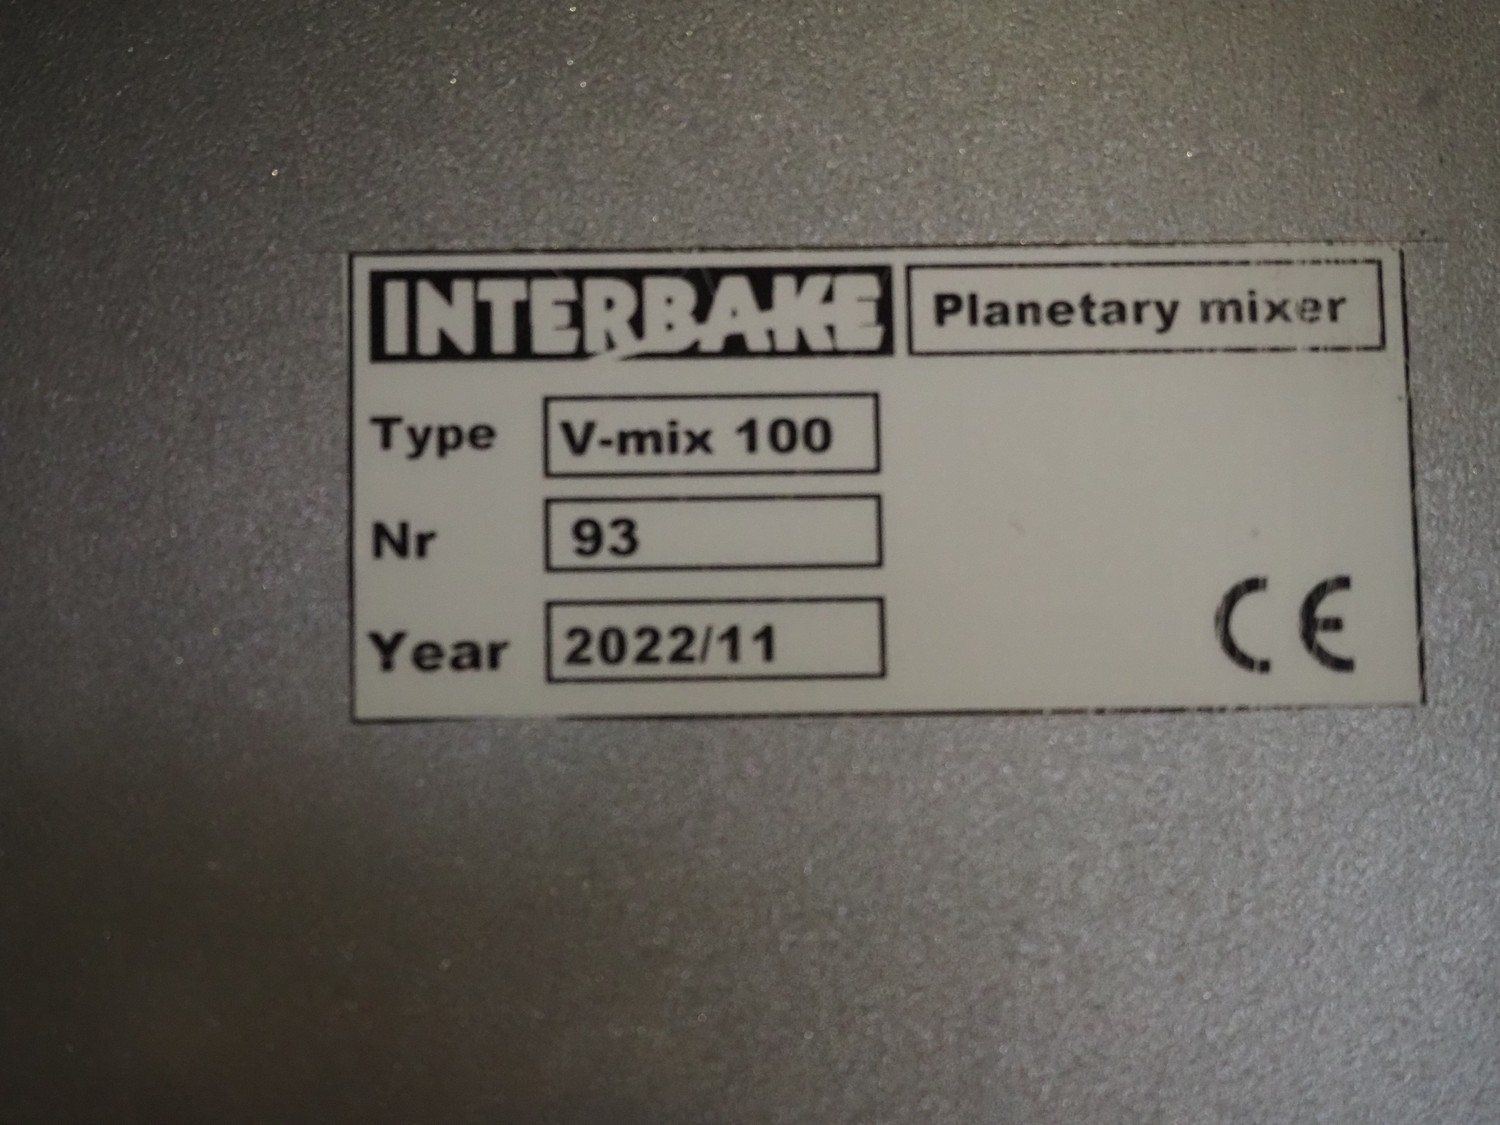 INTERBAKE Planetary mixer
Type V-mix 100
Nr 93
Year 2022/11
CE